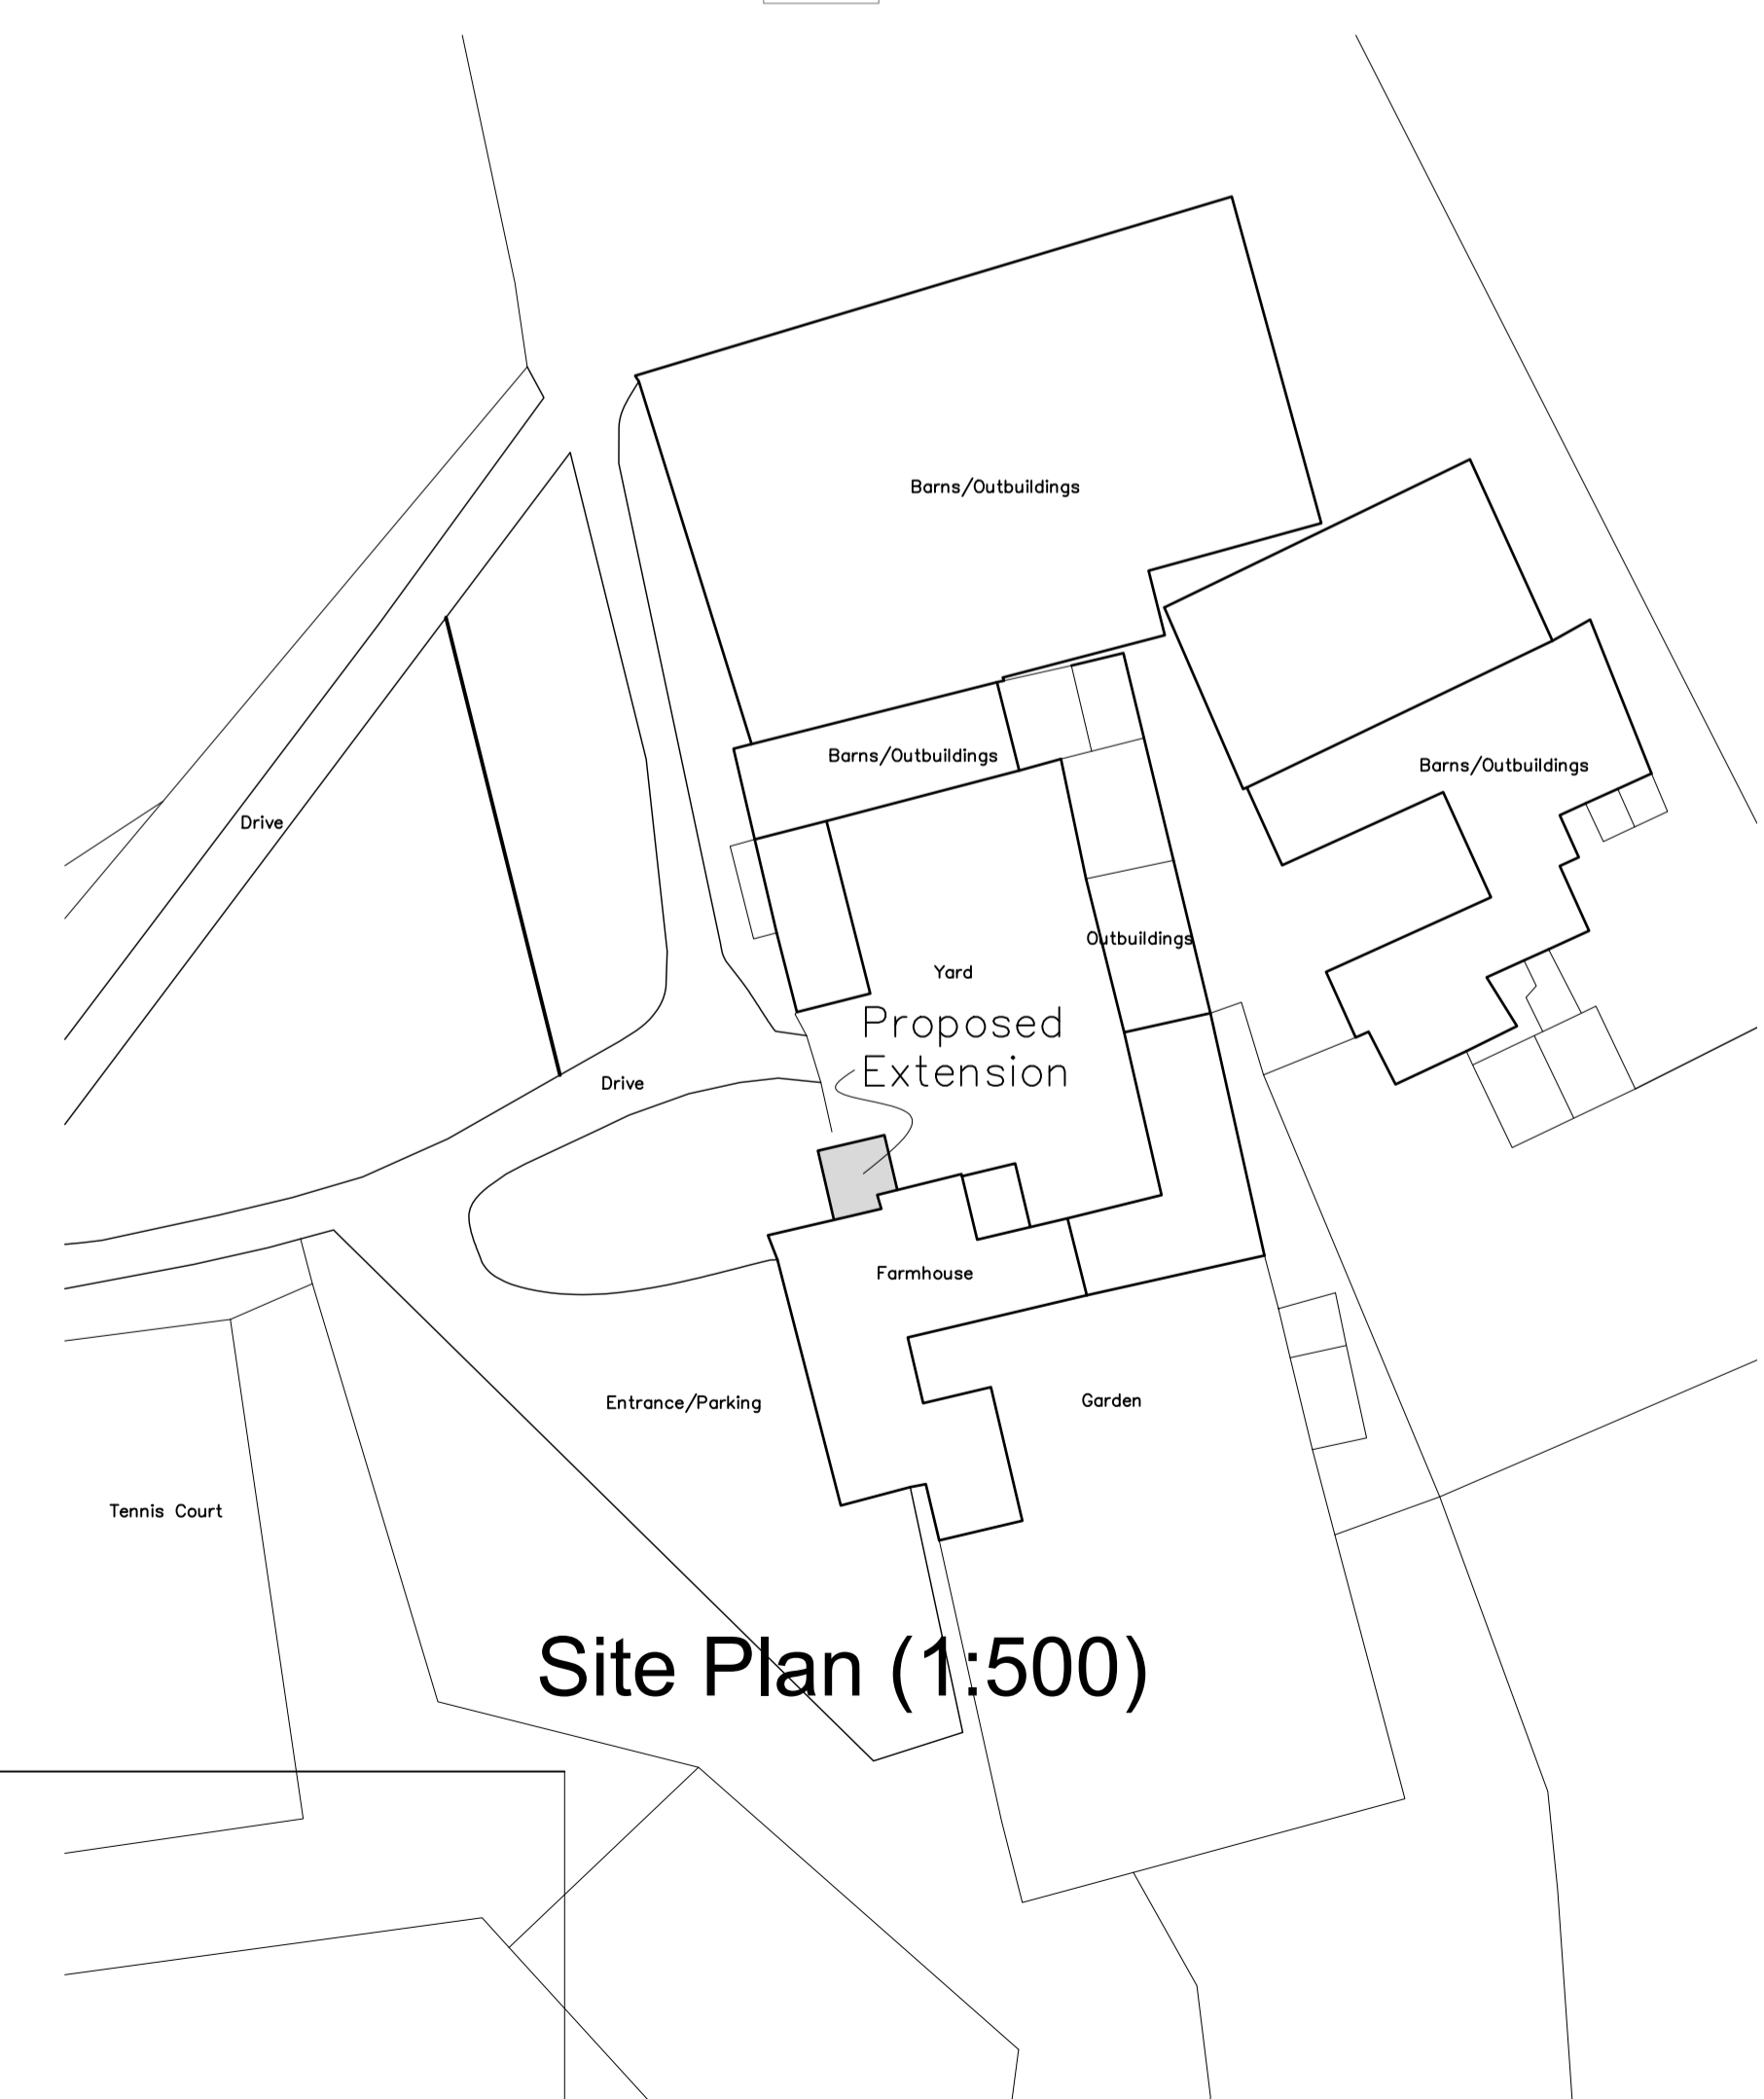 Barns/Outbuildings
Barns/Outbuildings
Barns/Outbuildings
Drive
Outbuildings
Yard
Proposed
Extension
Drive
Farmhouse
Entrance/Parking
Garden
Tennis Court
Site Plan (1:500)